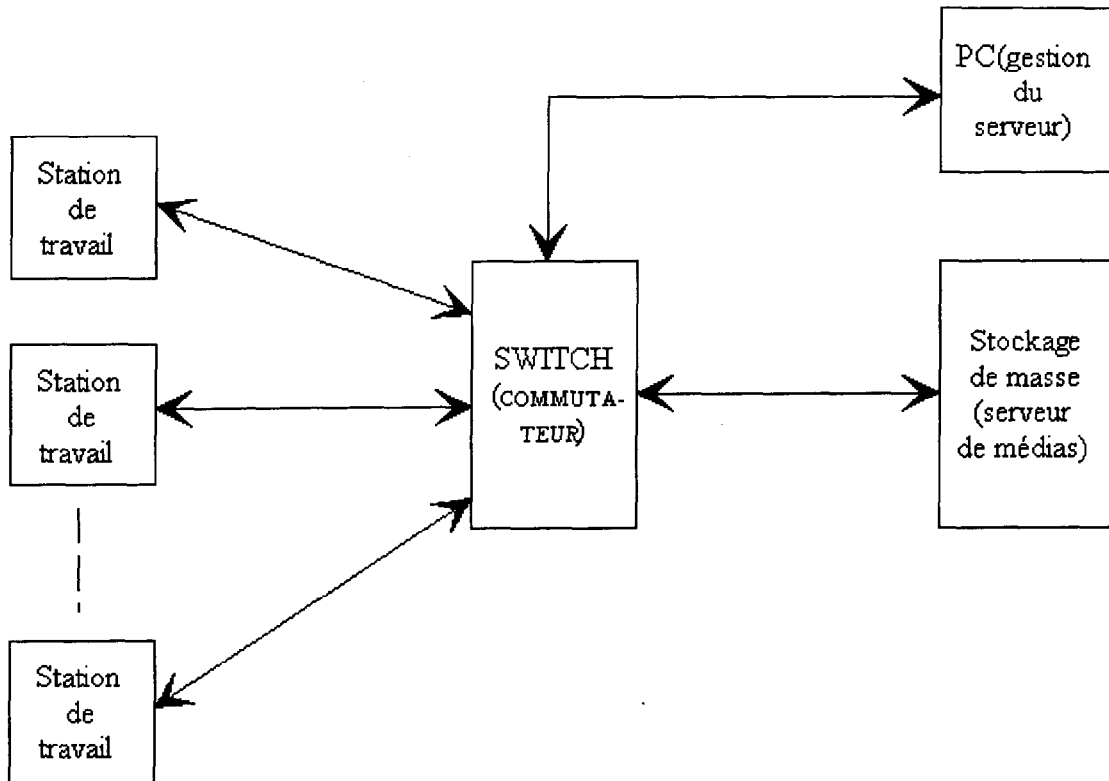 PC(gestion
du
serveur)
Station
de
travail
Station
de
travail
SWITCH
(COMMUTA-
TEUR)
Stockage
de masse
(serveur
de médias)
Station
de
travail